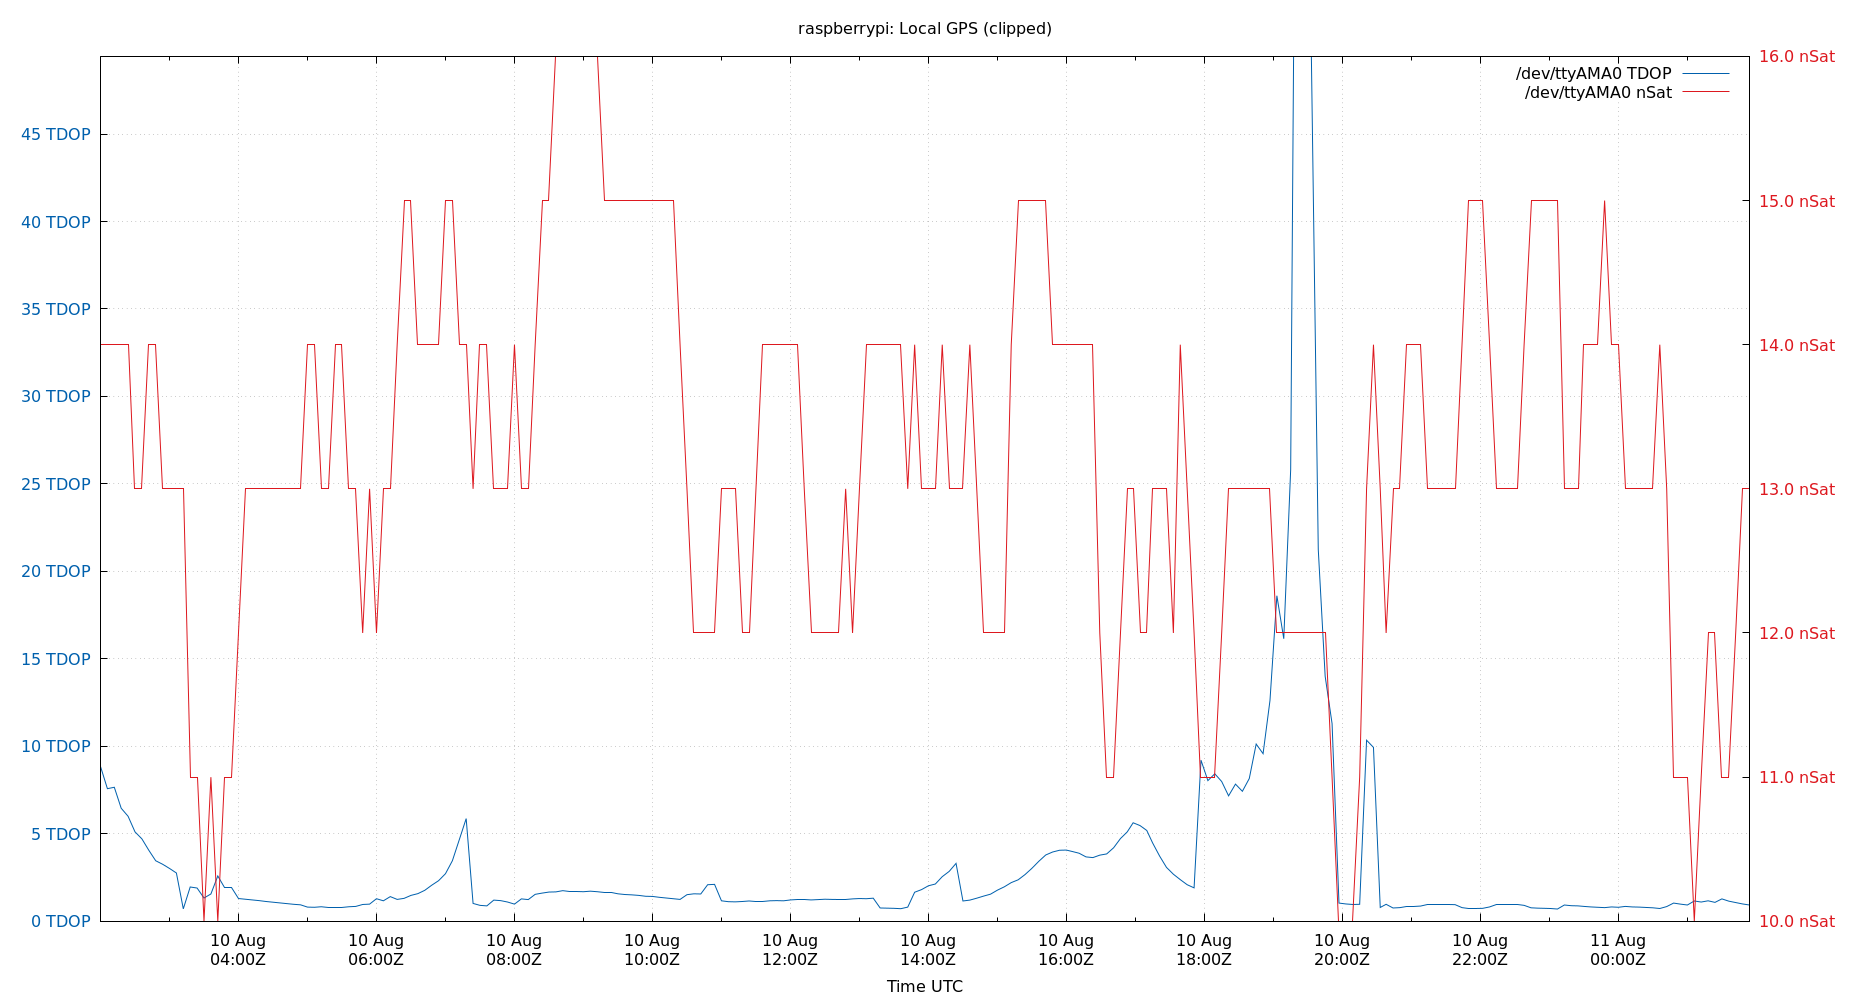 raspberrypi: Local GPS (clipped)
/dev/ttyAMA0 TDOP
/dev/ttyAMA0 nSat
45 TDOP
40 TDOP
35 TDOP
30 TDOP
25 TDOP
20 TDOP
15 TDOP
10 TDOP
5 TDOP
0 TDOP
16.0 nSat
15.0 nSat
14.0 nSat
13.0 nSat
12.0 nSat
11.0 nSat
10.0 nSat
10 Aug 10 Aug 10 Aug 10 Aug 10 Aug 10 Aug 10 Aug 10 Aug 10 Aug 10 Aug 11 Aug
04:00Z 06:00Z 08:00Z 10:00Z 12:00Z 14:00Z 16:00Z 18:00Z 20:00Z 22:00Z 00:00Z
Time UTC